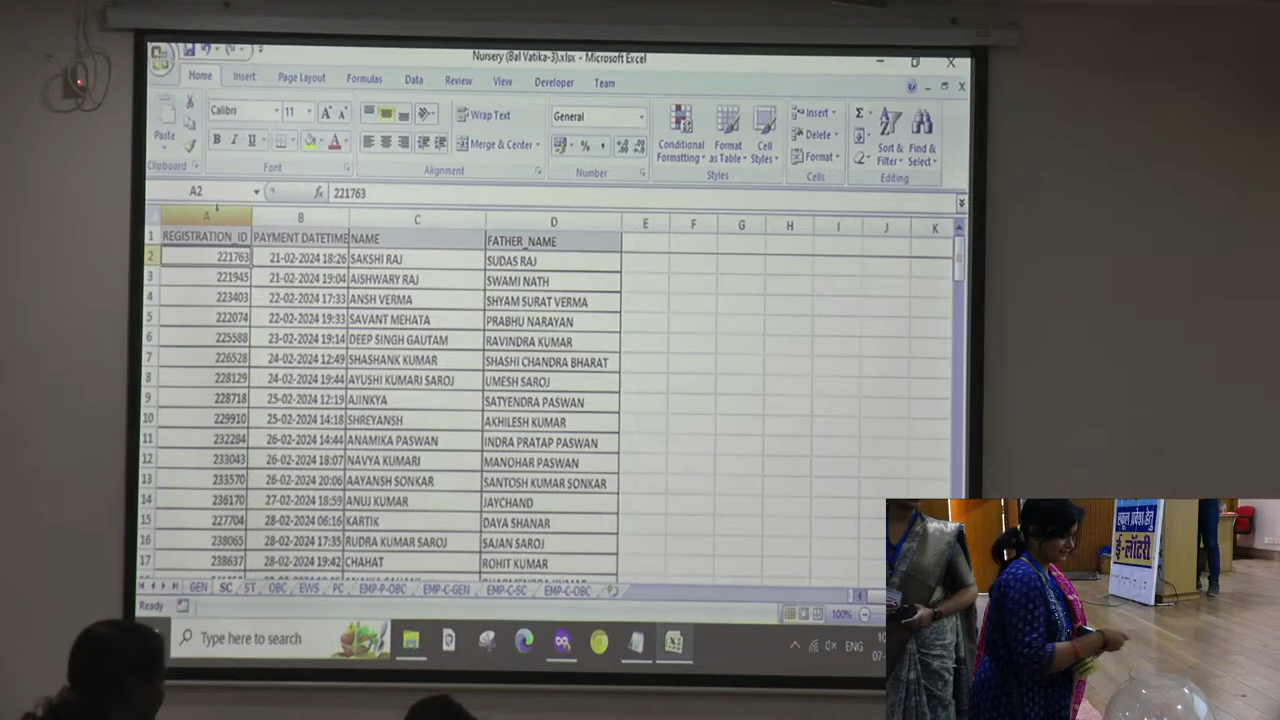 Nursery (Bal Vatika-3).xlsx - Microsoft Excel
Home Insert Page Layout Formulas Data Review View Developer Team
Calibri 11 Wrap Text General
Paste Merge & Center Conditional Formatting Format as Table Cell Styles Insert Delete Format Sort & Filter Find & Select
Clipboard Font Alignment Number Styles Cells Editing
A2 fx 221763
A B C D E F G H I J K
1 REGISTRATION_ID PAYMENT DATETIME NAME FATHER_NAME
2 221763 21-02-2024 18:26 SAKSHI RAJ SUDAS RAJ
3 221945 21-02-2024 19:04 AISHWARY RAJ SWAMI NATH
4 223403 22-02-2024 17:33 ANSH VERMA SHYAM SURAT VERMA
5 222074 22-02-2024 19:33 SAVANT MEHATA PRABHU NARAYAN
6 225588 23-02-2024 19:14 DEEP SINGH GAUTAM RAVINDRA KUMAR
7 226528 24-02-2024 12:49 SHASHANK KUMAR SHASHI CHANDRA BHARAT
8 228129 24-02-2024 19:44 AYUSHI KUMARI SAROJ UMESH SAROJ
9 228718 25-02-2024 12:19 AJINKYA SATYENDRA PASWAN
10 229910 25-02-2024 14:18 SHREYANSH AKHILESH KUMAR
11 232284 26-02-2024 14:44 ANAMIKA PASWAN INDRA PRATAP PASWAN
12 233043 26-02-2024 18:07 NAVYA KUMARI MANOHAR PASWAN
13 233570 26-02-2024 20:06 AAYANSH SONKAR SANTOSH KUMAR SONKAR
14 236170 27-02-2024 18:59 ANUJ KUMAR JAYCHAND
15 227704 28-02-2024 06:16 KARTIK DAYA SHANAR
16 238065 28-02-2024 17:35 RUDRA KUMAR SAROJ SAJAN SAROJ
17 238637 28-02-2024 19:42 CHAHAT ROHIT KUMAR
GEN SC ST OBC EWS PC EMP-P-OBC EMP-C-GEN EMP-C-SC EMP-C-OBC
Ready 100%
Type here to search ENG
स्कूल प्रवेश हेतु
ई-लॉटरी